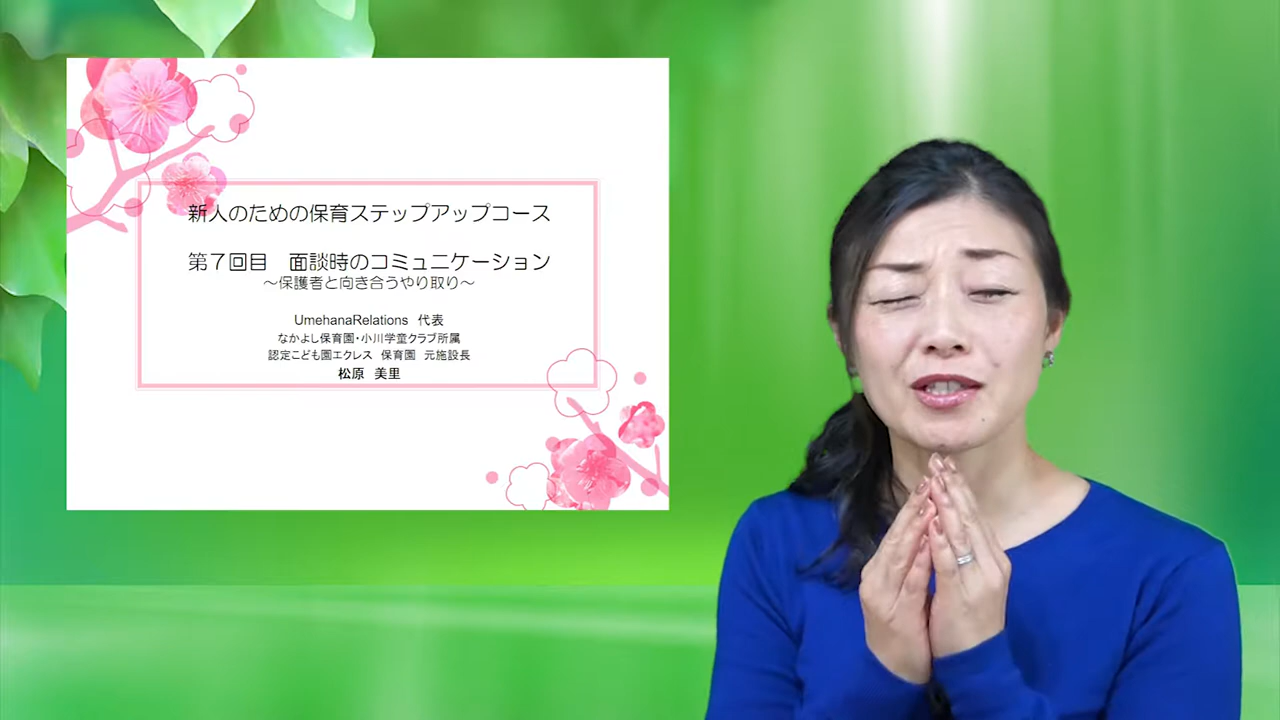 新人のための保育ステップアップコース
第７回目　面談時のコミュニケーション
～保護者と向き合うやり取り～
UmehanaRelations　代表
なかよし保育園・小川学童クラブ所属
認定こども園エクレス　保育園　元施設長
松原　美里